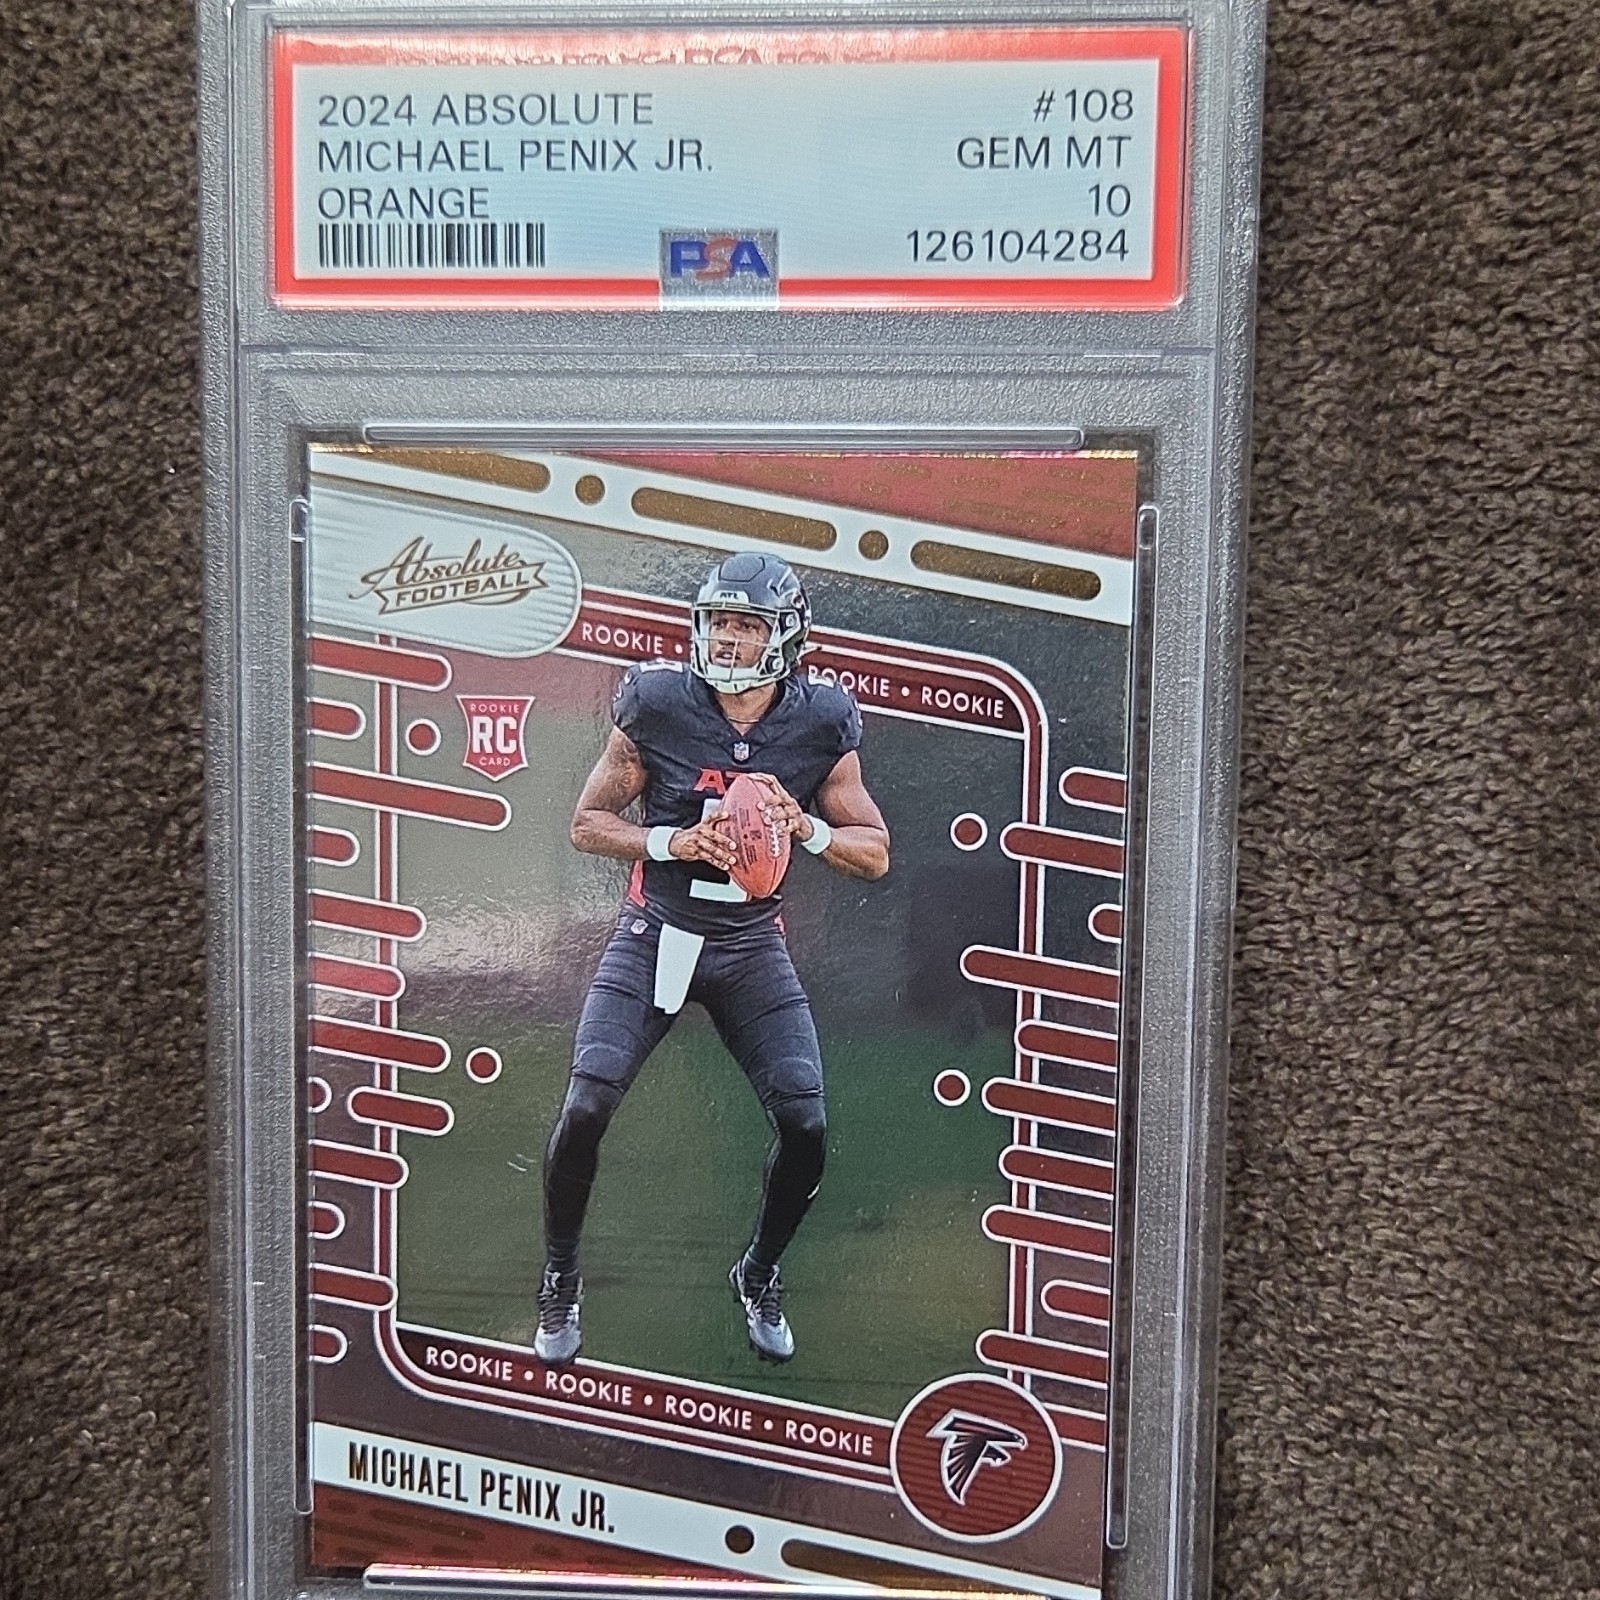 2024 ABSOLUTE #108
MICHAEL PENIX JR. GEM MT
ORANGE 10
126104284
PSA
Absolute
FOOTBALL
ROOKIE • ROOKIE • ROOKIE
ATL
ROOKIE
RC
CARD
ROOKIE • ROOKIE • ROOKIE • ROOKIE
MICHAEL PENIX JR.